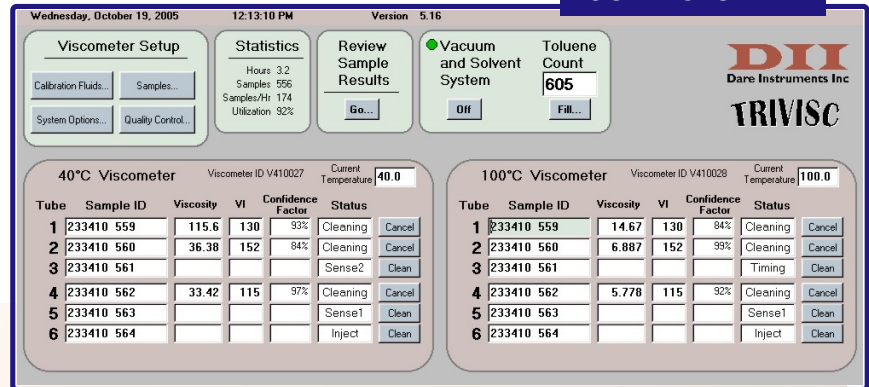 Wednesday, October 19, 2005 12:13:10 PM Version 5.16
Viscometer Setup
Calibration Fluids... Samples...
System Options... Quality Control...
Statistics
Hours 3.2
Samples 556
Samples/Hr 174
Utilization 92%
Review
Sample
Results
Go...
Vacuum
and Solvent
System
Off
Toluene
Count
605
Fill...
DII
Dare Instruments Inc
TRIVISC
40°C Viscometer Viscometer ID V410027 Current Temperature 40.0
Tube Sample ID Viscosity VI Confidence Factor Status
1 233410 559 115.6 130 93% Cleaning Cancel
2 233410 560 36.38 152 84% Cleaning Cancel
3 233410 561 Sense2 Clean
4 233410 562 33.42 115 97% Cleaning Cancel
5 233410 563 Sense1 Clean
6 233410 564 Inject Clean
100°C Viscometer Viscometer ID V410028 Current Temperature 100.0
Tube Sample ID Viscosity VI Confidence Factor Status
1 233410 559 14.67 130 84% Cleaning Cancel
2 233410 560 6.887 152 99% Cleaning Cancel
3 233410 561 Timing Clean
4 233410 562 5.778 115 92% Cleaning Cancel
5 233410 563 Sense1 Clean
6 233410 564 Inject Clean